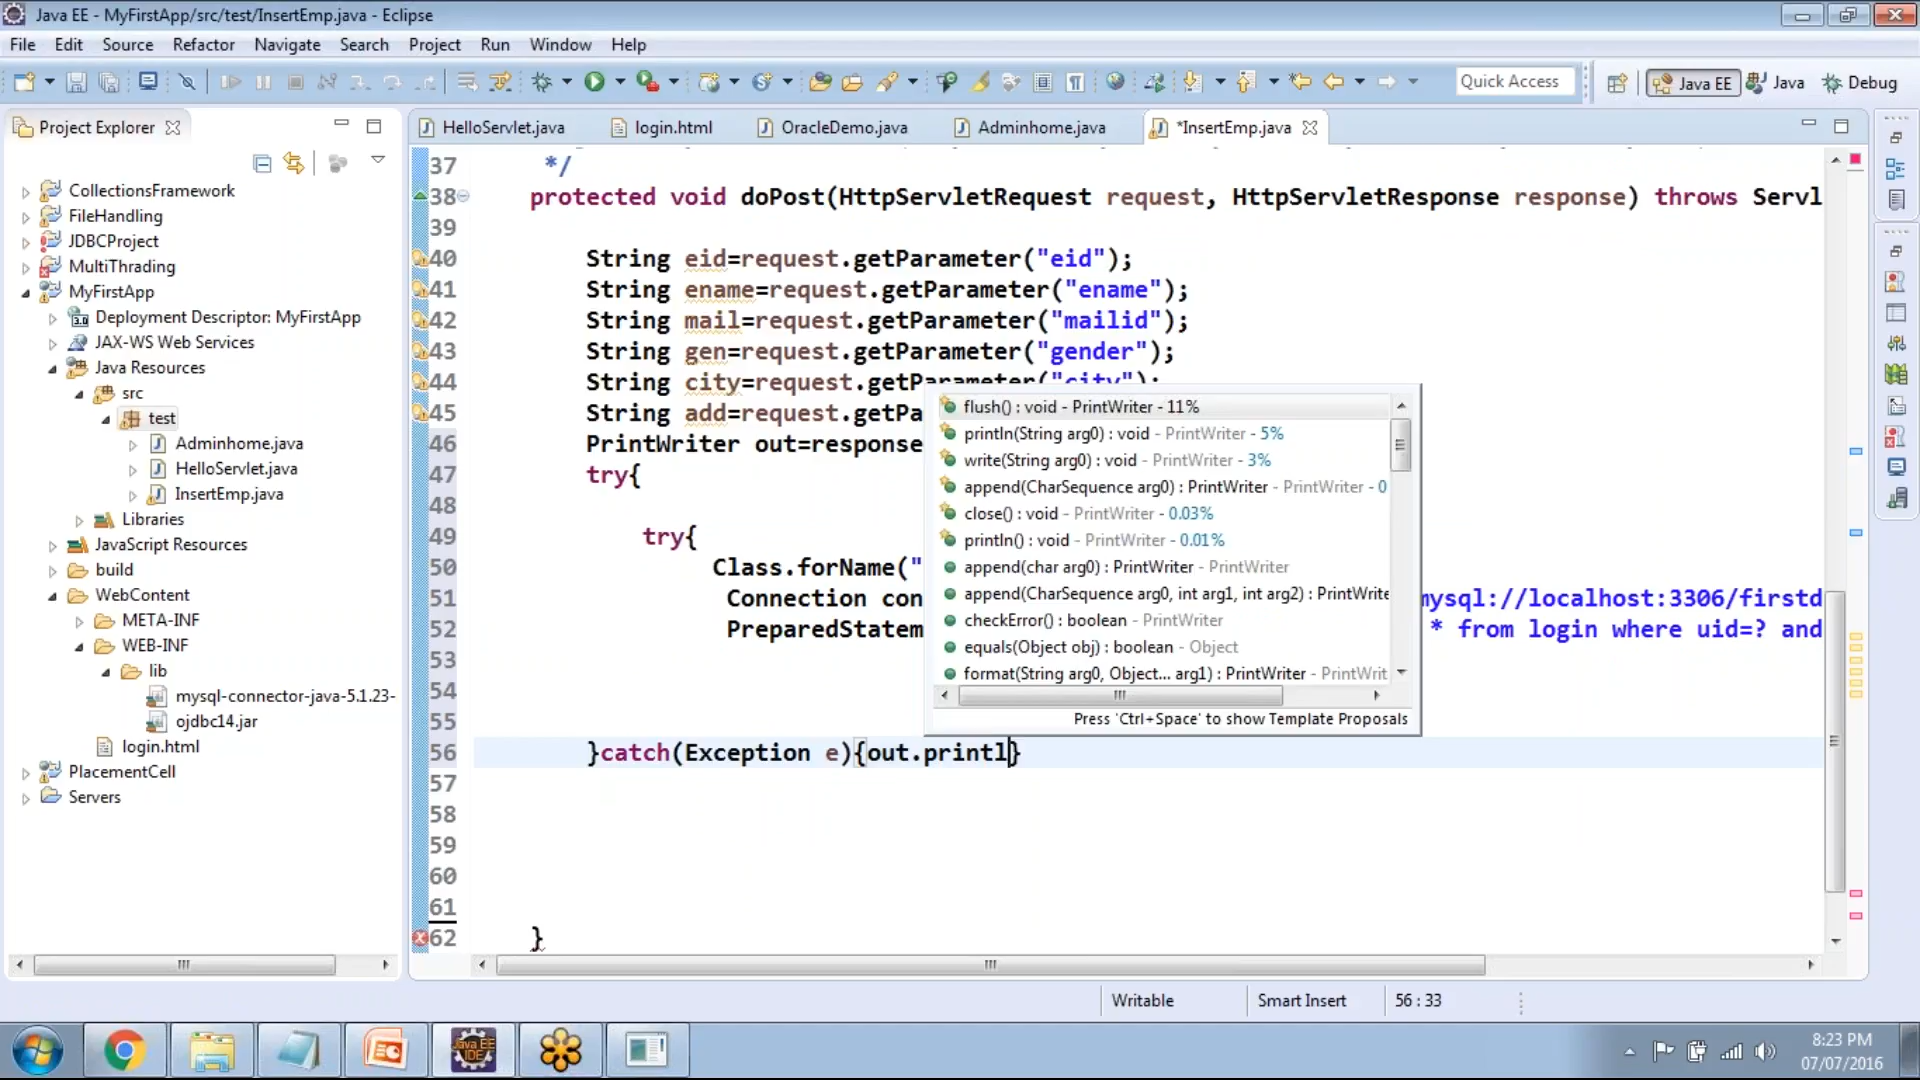 Java EE - MyFirstApp/src/test/InsertEmp.java - Eclipse
File Edit Source Refactor Navigate Search Project Run Window Help
Quick Access Java EE Java Debug
Project Explorer
HelloServlet.java login.html OracleDemo.java Adminhome.java *InsertEmp.java
CollectionsFramework
FileHandling
JDBCProject
MultiThrading
MyFirstApp
Deployment Descriptor: MyFirstApp
JAX-WS Web Services
Java Resources
src
test
Adminhome.java
HelloServlet.java
InsertEmp.java
Libraries
JavaScript Resources
build
WebContent
META-INF
WEB-INF
lib
mysql-connector-java-5.1.23-
ojdbc14.jar
login.html
PlacementCell
Servers
37 */
38 protected void doPost(HttpServletRequest request, HttpServletResponse response) throws Servl
39
40 String eid=request.getParameter("eid");
41 String ename=request.getParameter("ename");
42 String mail=request.getParameter("mailid");
43 String gen=request.getParameter("gender");
44 String city=request.getParameter("city");
45 String add=request.getPa
46 PrintWriter out=response
47 try{
48
49 try{
50 Class.forName("
51 Connection con mysql://localhost:3306/firstd
52 PreparedStatem * from login where uid=? and
53
54
55
56 }catch(Exception e){out.printl}
57
58
59
60
61
62 }
flush() : void - PrintWriter - 11%
println(String arg0) : void - PrintWriter - 5%
write(String arg0) : void - PrintWriter - 3%
append(CharSequence arg0) : PrintWriter - PrintWriter - 0
close() : void - PrintWriter - 0.03%
println() : void - PrintWriter - 0.01%
append(char arg0) : PrintWriter - PrintWriter
append(CharSequence arg0, int arg1, int arg2) : PrintWrite
checkError() : boolean - PrintWriter
equals(Object obj) : boolean - Object
format(String arg0, Object... arg1) : PrintWriter - PrintWrit
Press 'Ctrl+Space' to show Template Proposals
Writable Smart Insert 56 : 33
Java EE
IDE
8:23 PM
07/07/2016